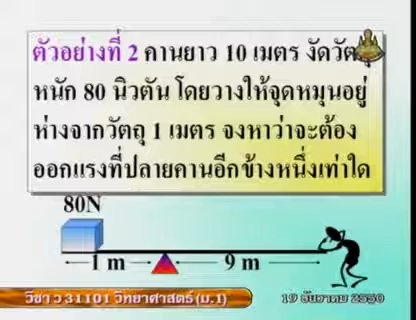 ตัวอย่างที่ 2 คานยาว 10 เมตร งัดวัตถุ
หนัก 80 นิวตัน โดยวางให้จุดหมุนอยู่
ห่างจากวัตถุ 1 เมตร จงหาว่าจะต้อง
ออกแรงที่ปลายคานอีกข้างหนึ่งเท่าใด
80N
1 m
9 m
วิชา ว 31101 วิทยาศาสตร์ (ม.1)
19 ธันวาคม 2550